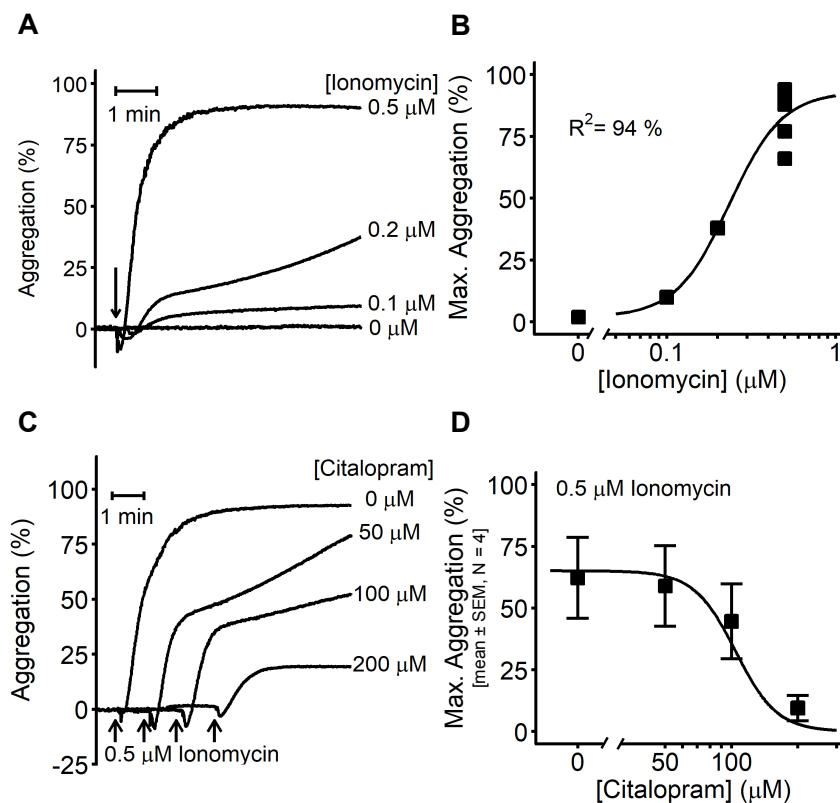 A
100
75
50
25
0
Aggregation (%)
1 min
[Ionomycin]
0.5 μM
0.2 μM
0.1 μM
0 μM
B
100
75
50
25
0
Max. Aggregation (%)
R²= 94 %
0 0.1 1
[Ionomycin] (μM)
C
100
75
50
25
0
-25
Aggregation (%)
1 min
[Citalopram]
0 μM
50 μM
100 μM
200 μM
0.5 μM Ionomycin
D
100
75
50
25
0
Max. Aggregation (%)
[mean ± SEM, N = 4]
0.5 μM Ionomycin
0 50 100
[Citalopram] (μM)